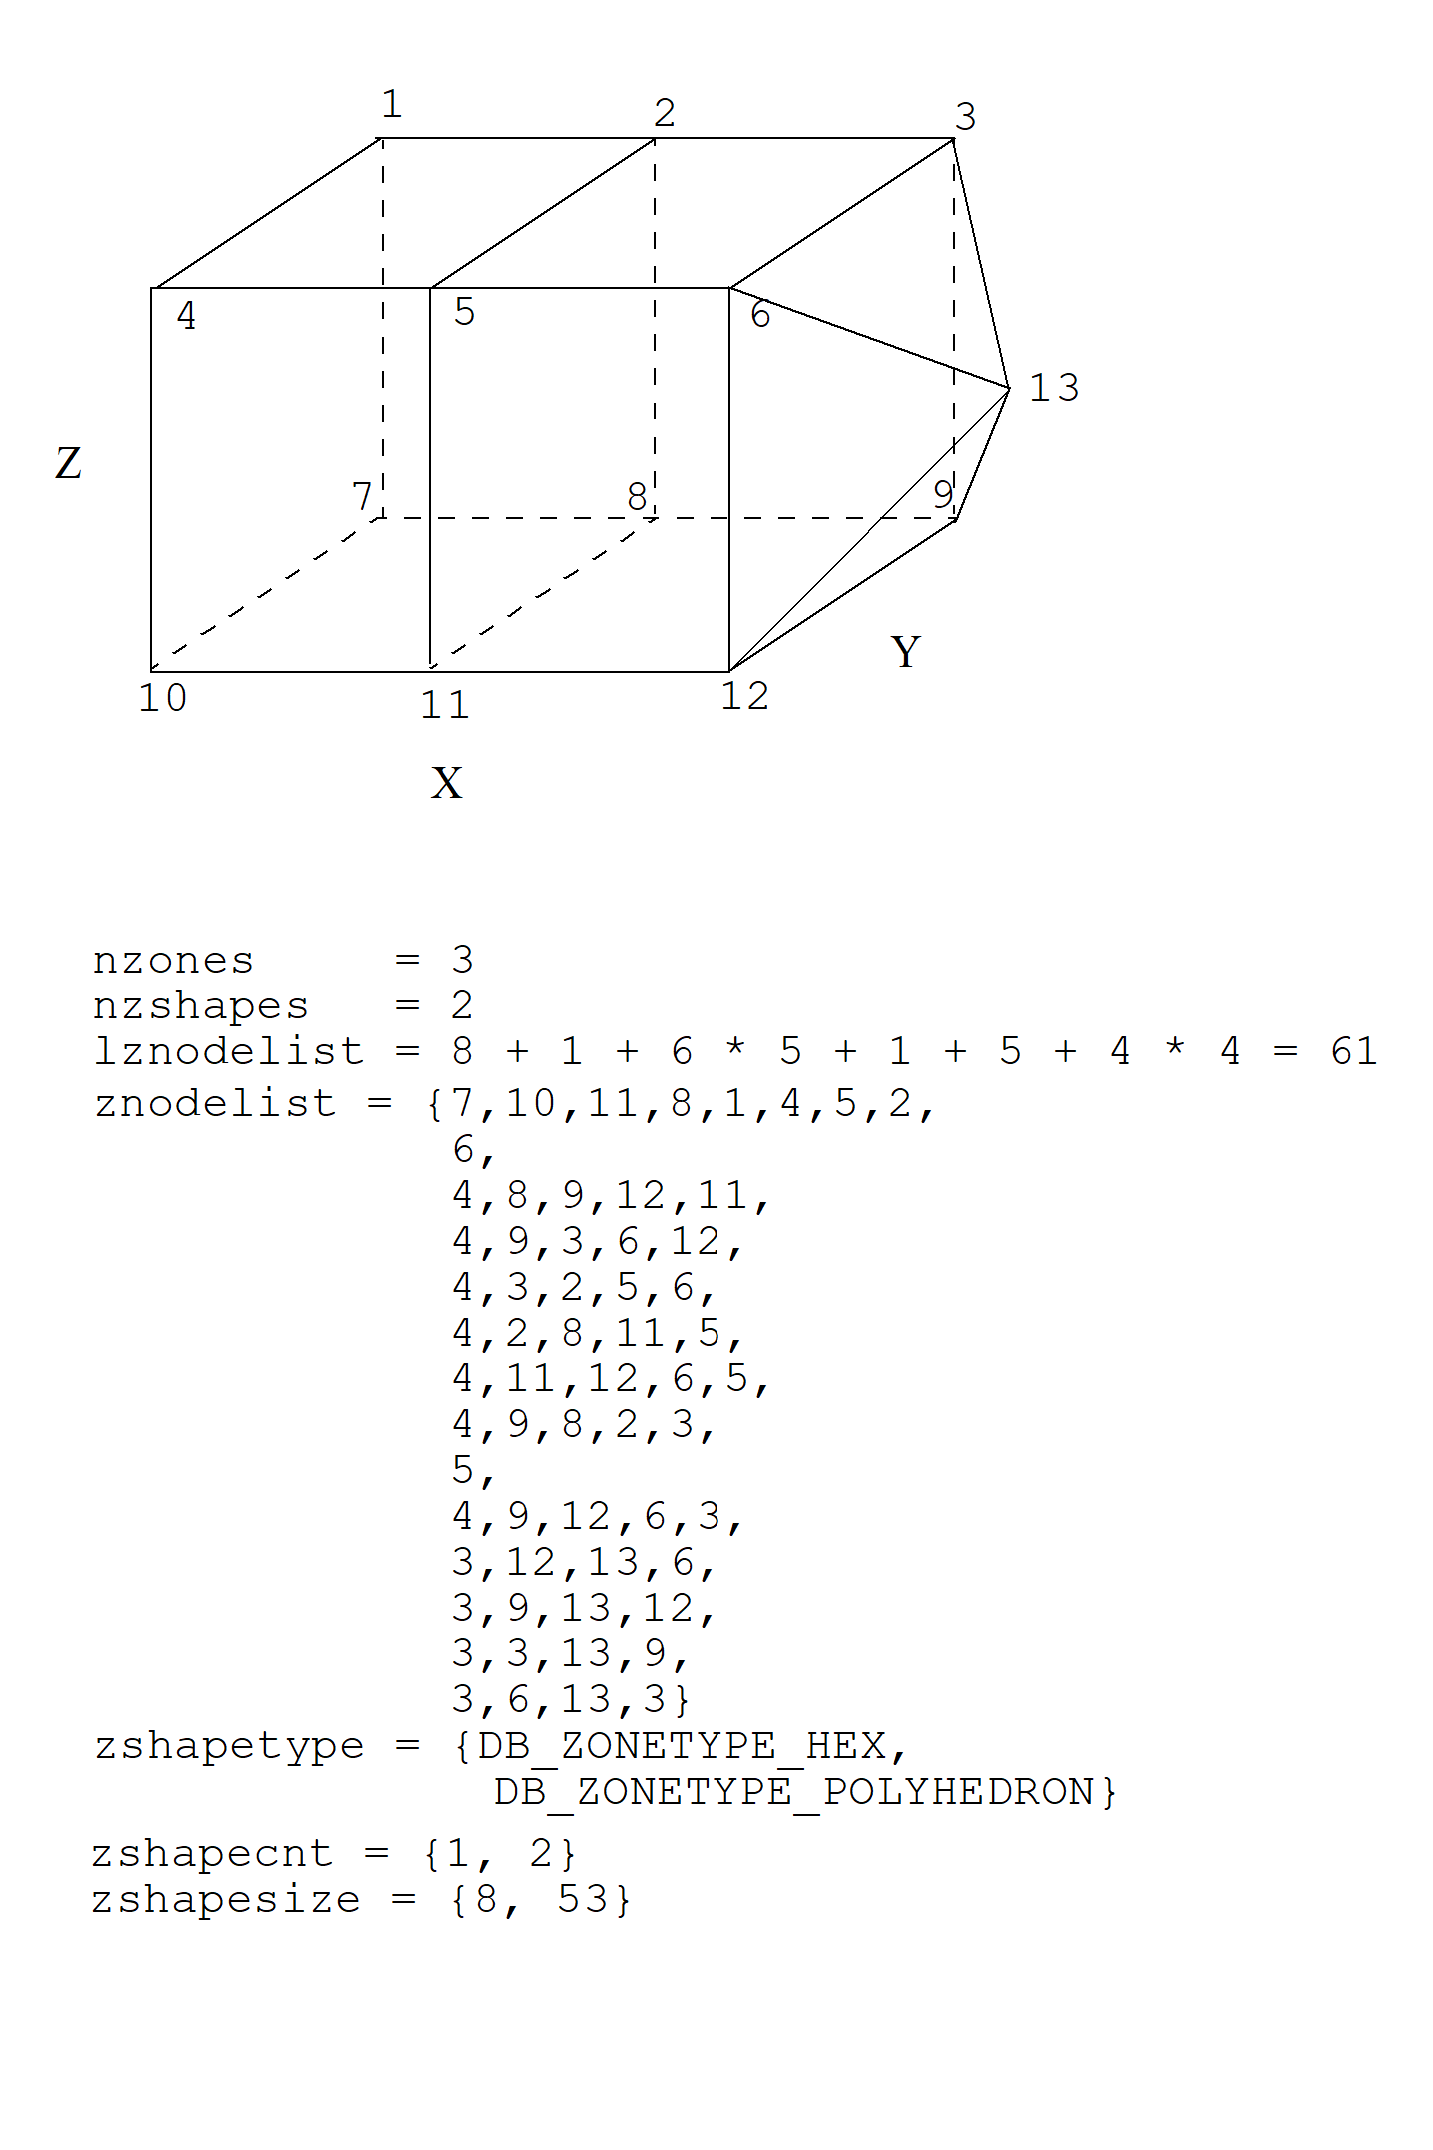 1
2
3
4
5
6
13
Z
7
8
9
Y
10
11
12
X
nzones     = 3
nzshapes   = 2
lznodelist = 8 + 1 + 6 * 5 + 1 + 5 + 4 * 4 = 61
znodelist = {7,10,11,8,1,4,5,2,
6,
4,8,9,12,11,
4,9,3,6,12,
4,3,2,5,6,
4,2,8,11,5,
4,11,12,6,5,
4,9,8,2,3,
5,
4,9,12,6,3,
3,12,13,6,
3,9,13,12,
3,3,13,9,
3,6,13,3}
zshapetype = {DB_ZONETYPE_HEX,
DB_ZONETYPE_POLYHEDRON}
zshapecnt = {1, 2}
zshapesize = {8, 53}